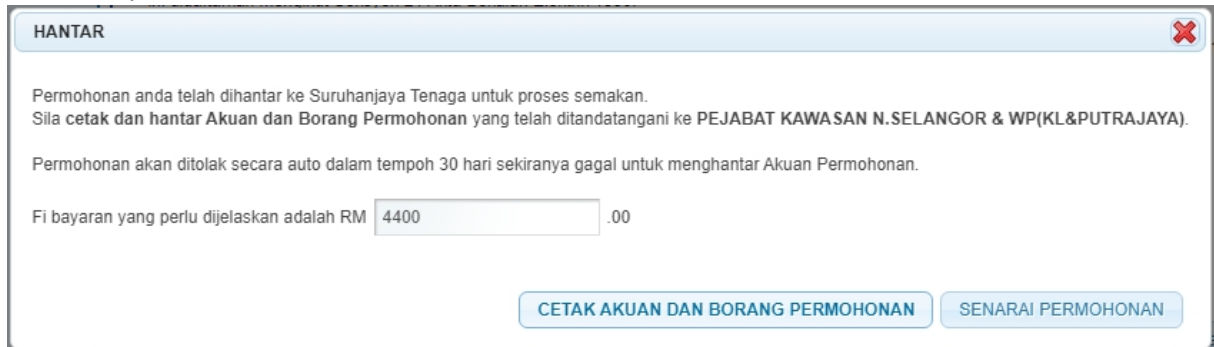 HANTAR
Permohonan anda telah dihantar ke Suruhanjaya Tenaga untuk proses semakan.
Sila cetak dan hantar Akuan dan Borang Permohonan yang telah ditandatangani ke PEJABAT KAWASAN N.SELANGOR & WP(KL&PUTRAJAYA).
Permohonan akan ditolak secara auto dalam tempoh 30 hari sekiranya gagal untuk menghantar Akuan Permohonan.
Fi bayaran yang perlu dijelaskan adalah RM 4400 .00
CETAK AKUAN DAN BORANG PERMOHONAN SENARAI PERMOHONAN